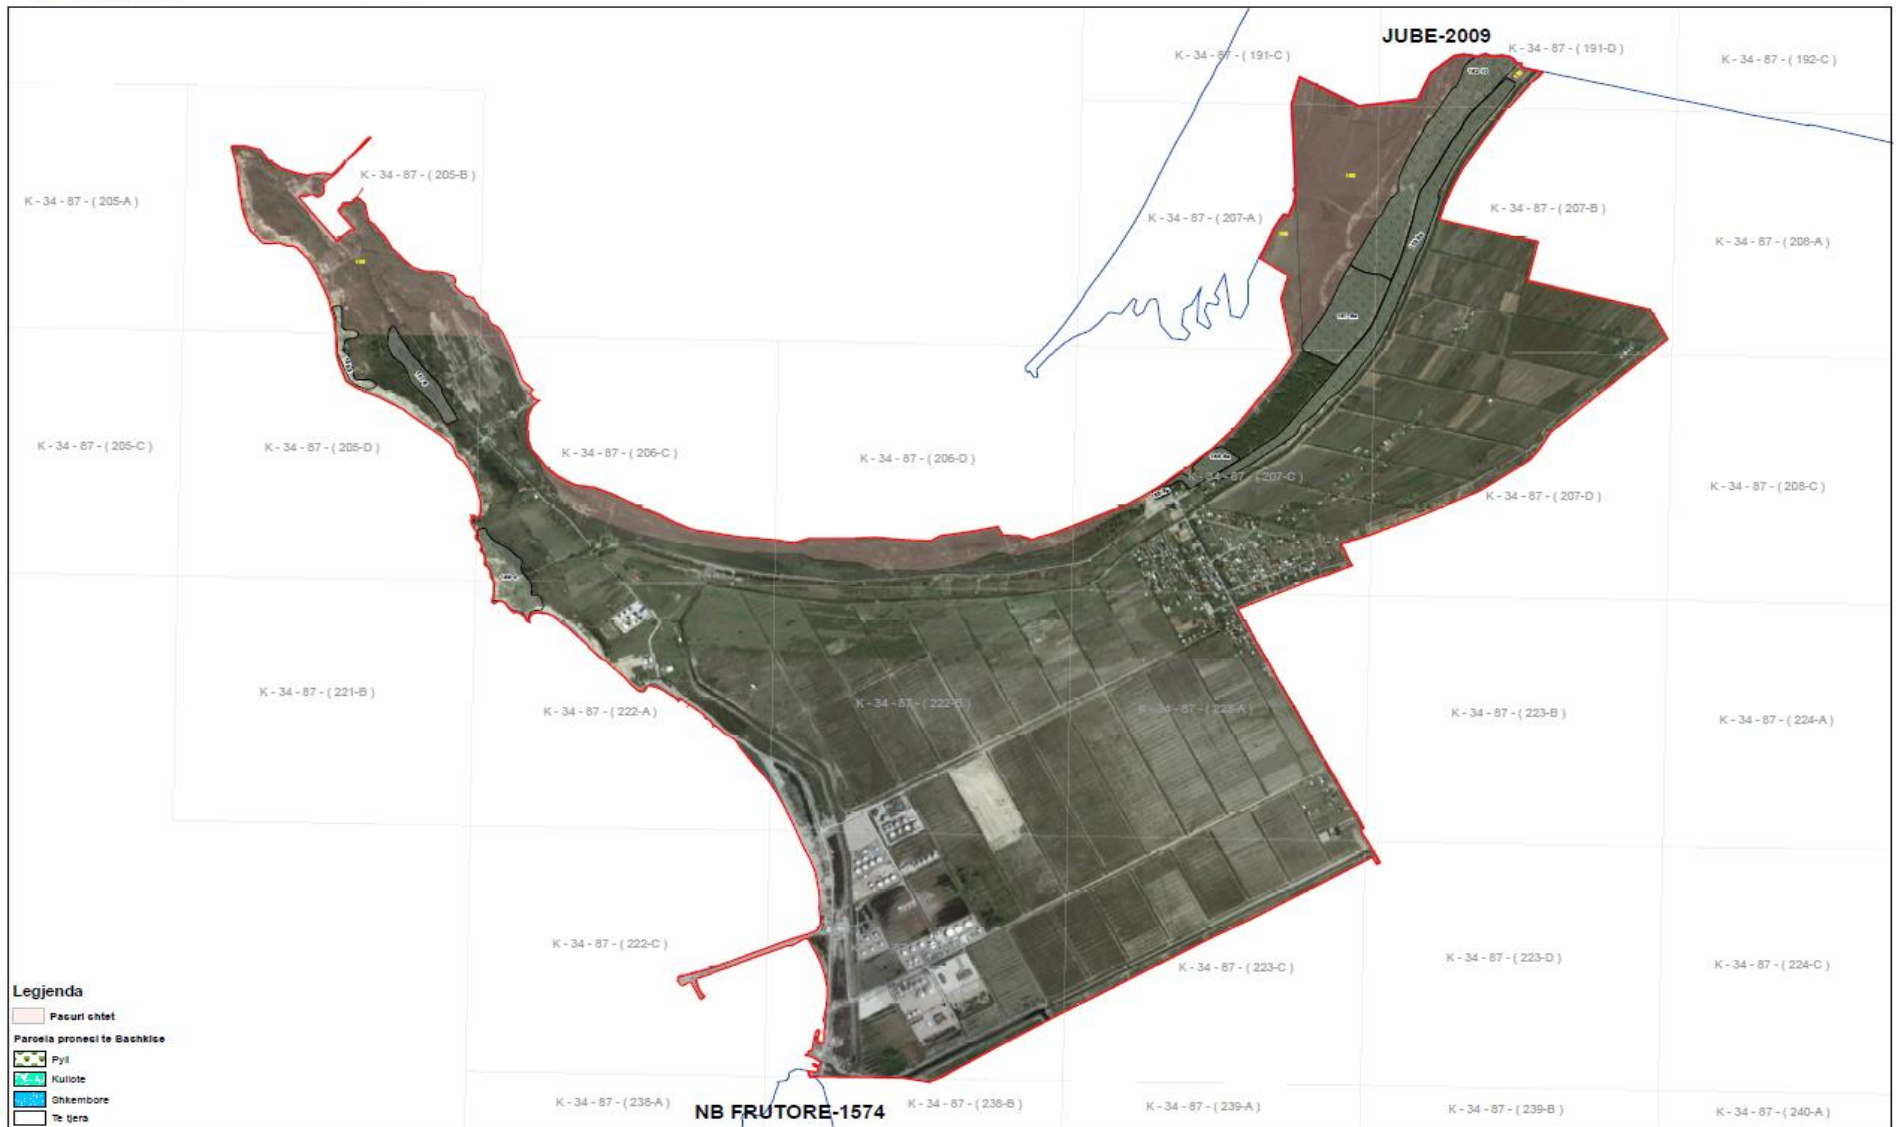 JUBE-2009
K - 34 - 87 - ( 191-C )
K - 34 - 87 - ( 191-D )
K - 34 - 87 - ( 192-C )
K - 34 - 87 - ( 205-A )
K - 34 - 87 - ( 205-B )
K - 34 - 87 - ( 207-A )
K - 34 - 87 - ( 207-B )
K - 34 - 87 - ( 208-A )
K - 34 - 87 - ( 205-C )
K - 34 - 87 - ( 205-D )
K - 34 - 87 - ( 206-C )
K - 34 - 87 - ( 206-D )
K - 34 - 87 - ( 207-C )
K - 34 - 87 - ( 207-D )
K - 34 - 87 - ( 208-C )
K - 34 - 87 - ( 221-B )
K - 34 - 87 - ( 222-A )
K - 34 - 87 - ( 222-B )
K - 34 - 87 - ( 223-A )
K - 34 - 87 - ( 223-B )
K - 34 - 87 - ( 224-A )
K - 34 - 87 - ( 222-C )
K - 34 - 87 - ( 223-C )
K - 34 - 87 - ( 223-D )
K - 34 - 87 - ( 224-C )
K - 34 - 87 - ( 238-A )
NB FRUTORE-1574
K - 34 - 87 - ( 238-B )
K - 34 - 87 - ( 239-A )
K - 34 - 87 - ( 239-B )
K - 34 - 87 - ( 240-A )
Legjenda
Pasuri shtet
Parcela pronesi te Bashkise
Pyll
Kullote
Shkembore
Te tjera